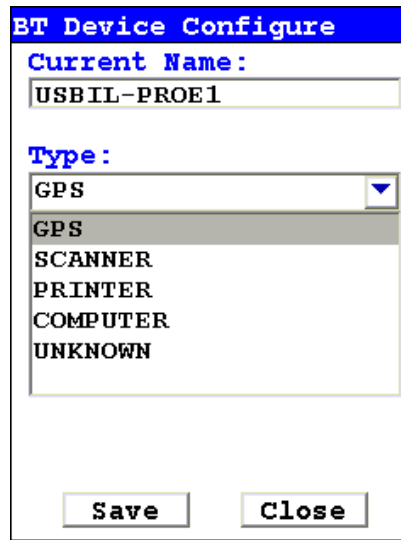 BT Device Configure
Current Name:
USBIL-PROE1
Type:
GPS
GPS
SCANNER
PRINTER
COMPUTER
UNKNOWN
Save Close